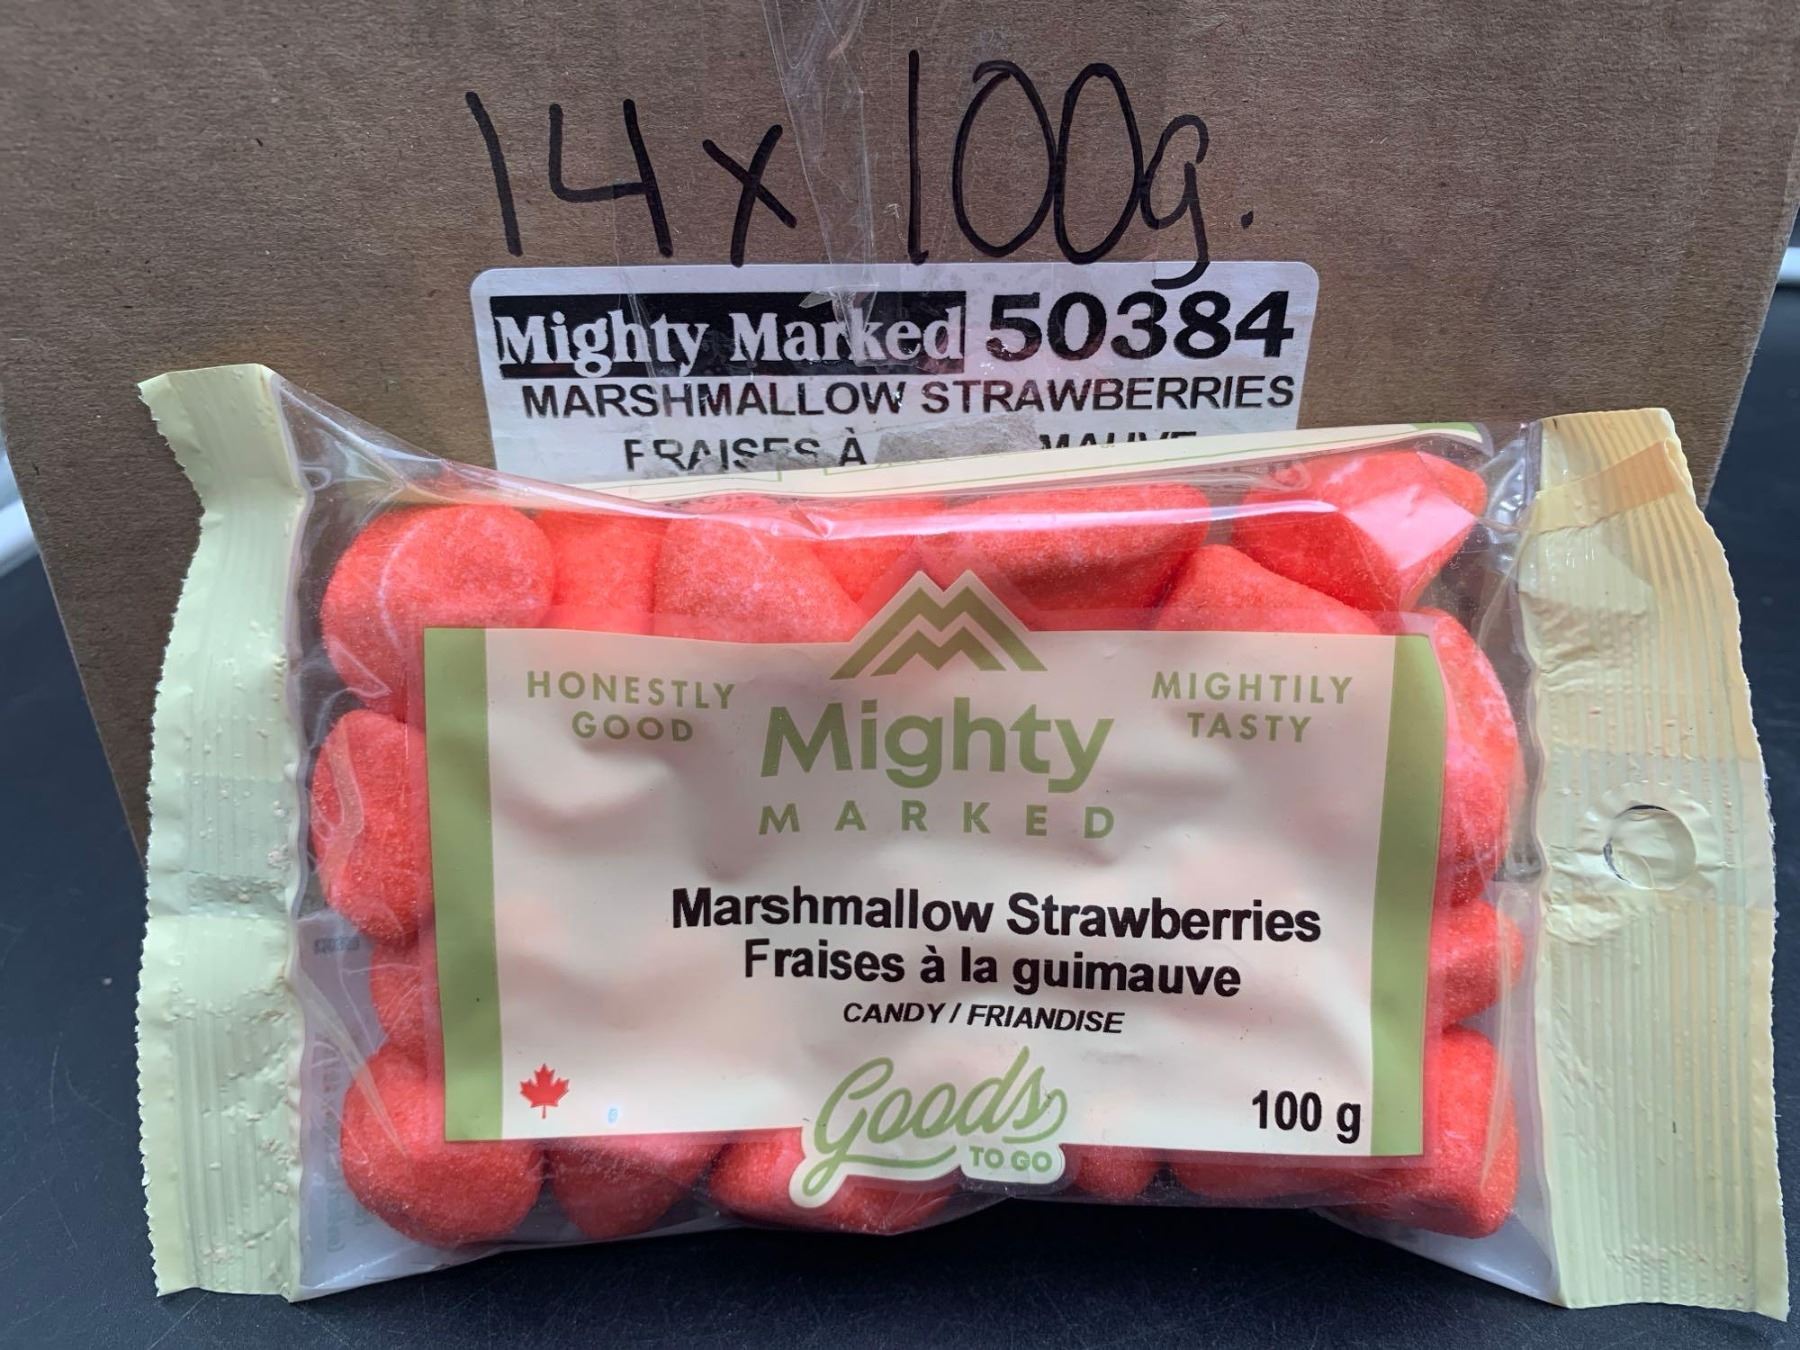 14 x 100g.
Mighty Marked 50384
MARSHMALLOW STRAWBERRIES
FRAISES À
HONESTLY GOOD
MIGHTILY TASTY
Mighty
MARKED
Marshmallow Strawberries
Fraises à la guimauve
CANDY / FRIANDISE
Goods
TO GO
100 g